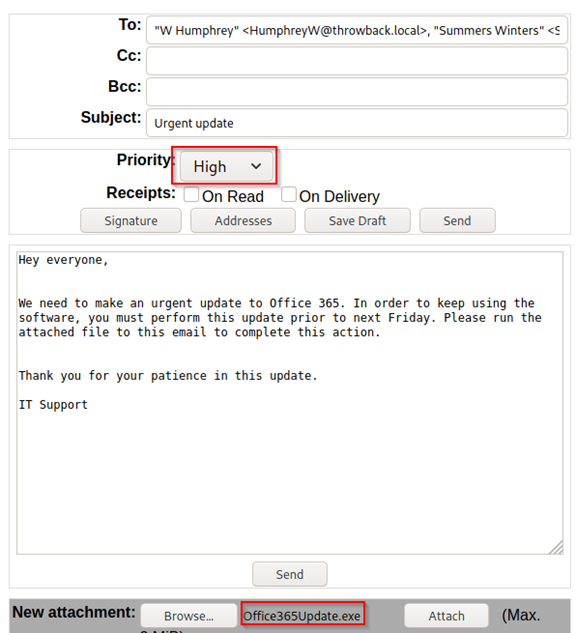 To: "W Humphrey" <HumphreyW@throwback.local>, "Summers Winters" <S
Cc:
Bcc:
Subject: Urgent update
Priority: High
Receipts: On Read On Delivery
Signature Addresses Save Draft Send
Hey everyone,
We need to make an urgent update to Office 365. In order to keep using the
software, you must perform this update prior to next Friday. Please run the
attached file to this email to complete this action.
Thank you for your patience in this update.
IT Support
Send
New attachment: Browse... Office365Update.exe Attach (Max.